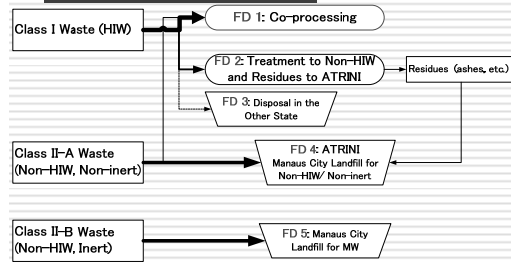 Class I Waste (HIW)
FD 1: Co-processing
FD 2: Treatment to Non-HIW
and Residues to ATRINI
Residues (ashes, etc.)
FD 3: Disposal in the
Other State
Class II-A Waste
(Non-HIW, Non-inert)
FD 4: ATRINI
Manaus City Landfill for
Non-HIW/ Non-inert
Class II-B Waste
(Non-HIW, Inert)
FD 5: Manaus City
Landfill for MW